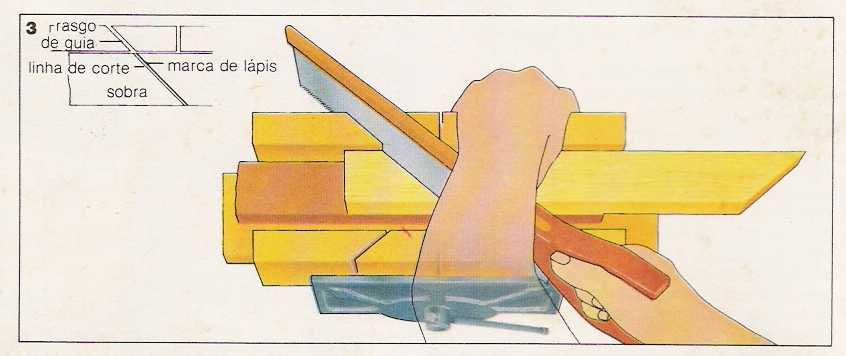 3 rasgo
de guia
linha de corte
marca de lápis
sobra